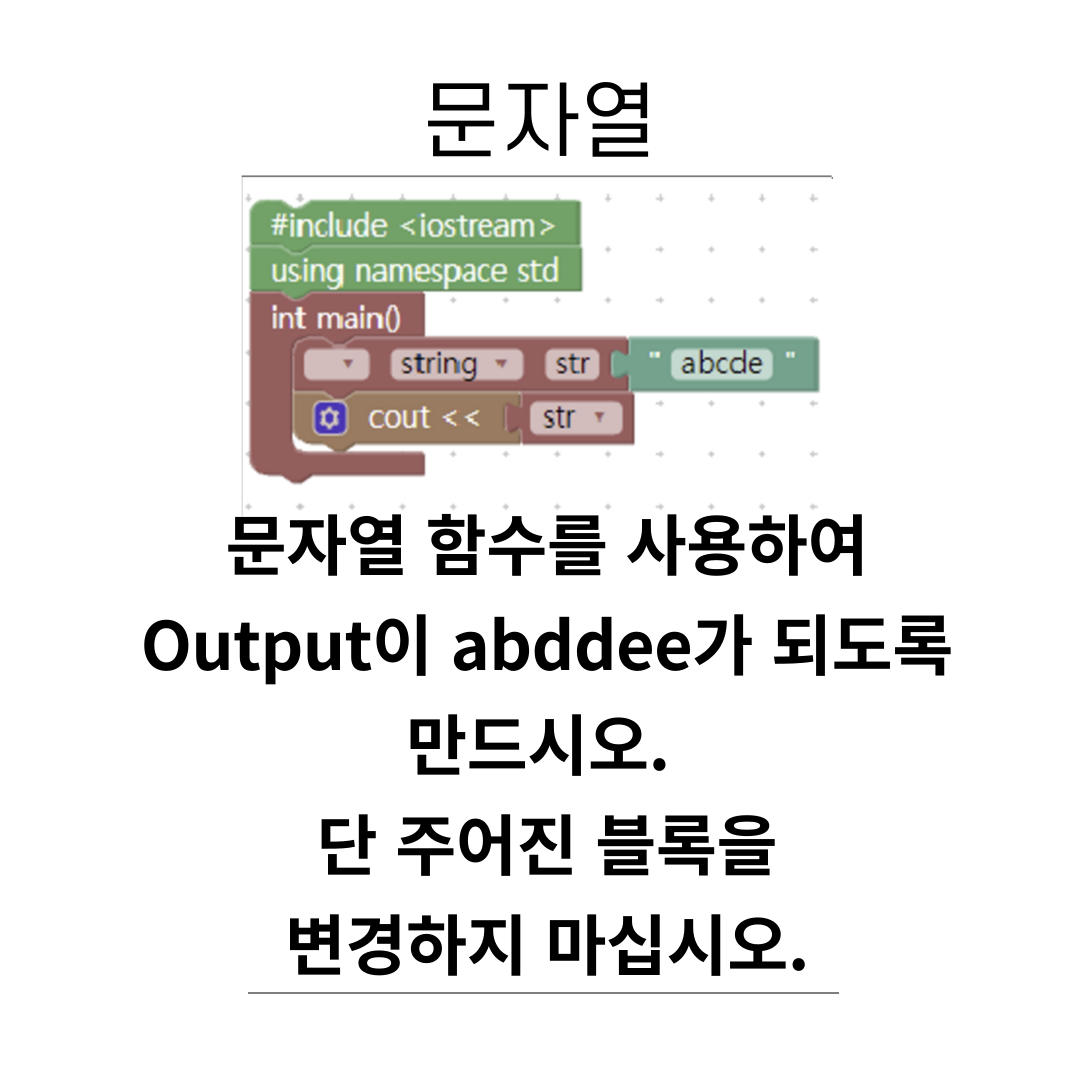 문자열
#include <iostream>
using namespace std
int main()
string str " abcde "
cout << str
문자열 함수를 사용하여
Output이 abddee가 되도록
만드시오.
단 주어진 블록을
변경하지 마십시오.